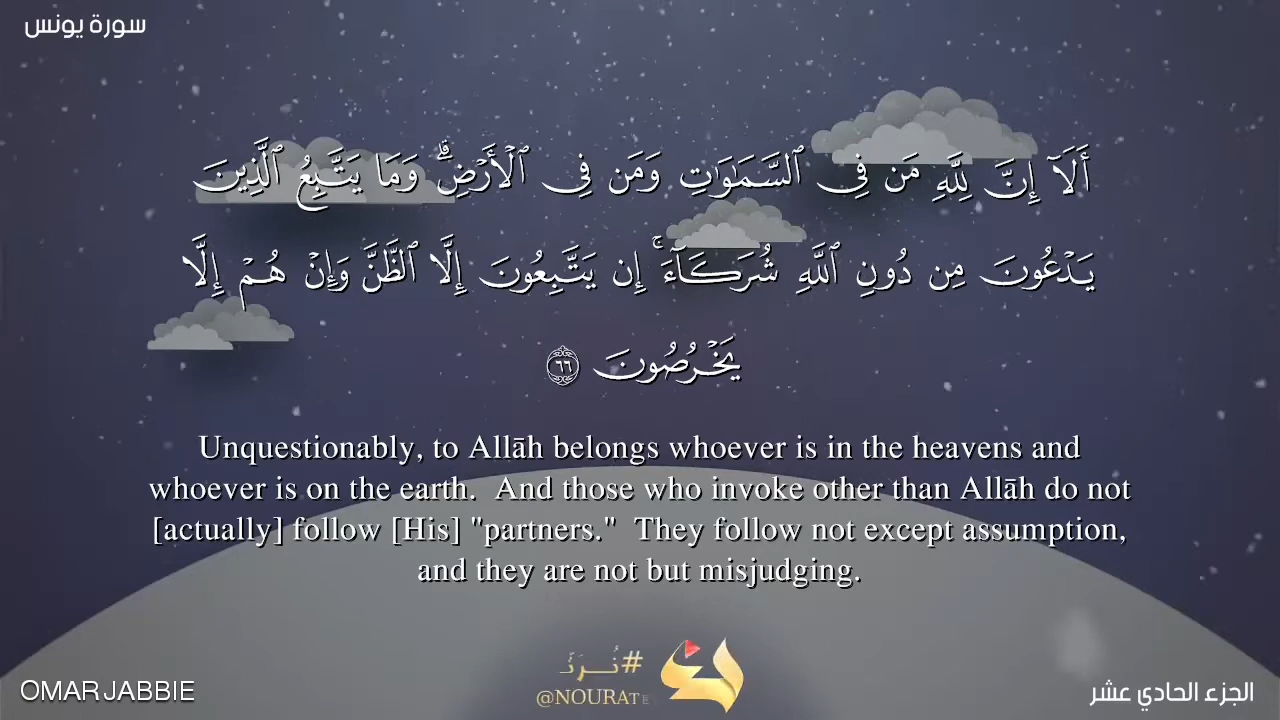 سورة يونس
أَلَآ إِنَّ لِلَّهِ مَن فِى ٱلسَّمَـٰوَٰتِ وَمَن فِى ٱلْأَرْضِ ۗ وَمَا يَتَّبِعُ ٱلَّذِينَ
يَدْعُونَ مِن دُونِ ٱللَّهِ شُرَكَآءَ ۚ إِن يَتَّبِعُونَ إِلَّا ٱلظَّنَّ وَإِنْ هُمْ إِلَّا
يَخْرُصُونَ ٦٦
Unquestionably, to Allāh belongs whoever is in the heavens and
whoever is on the earth.  And those who invoke other than Allāh do not
[actually] follow [His] "partners."  They follow not except assumption,
and they are not but misjudging.
@NOURATE
OMAR JABBIE
الجزء الحادي عشر